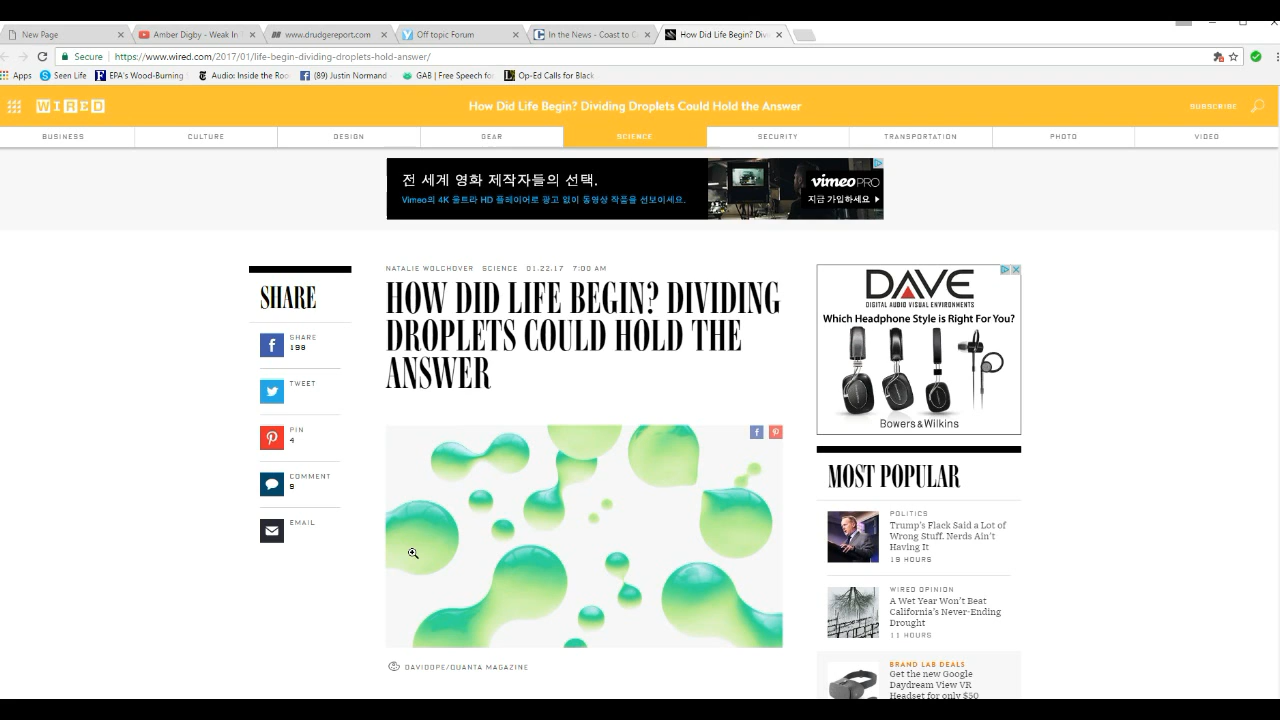 New Page
Amber Digby - Weak In
www.drudgereport.com
Off topic Forum
In the News - Coast to C
How Did Life Begin? Div
Secure
https://www.wired.com/2017/01/life-begin-dividing-droplets-hold-answer/
Apps
Seen Life
EPA's Wood-Burning
Audio: Inside the Roo
(89) Justin Normand
GAB | Free Speech fo
Op-Ed Calls for Black
WIRED
How Did Life Begin? Dividing Droplets Could Hold the Answer
SUBSCRIBE
BUSINESS
CULTURE
DESIGN
GEAR
SCIENCE
SECURITY
TRANSPORTATION
PHOTO
VIDEO
전 세계 영화 제작자들의 선택.
Vimeo의 4K 울트라 HD 플레이어로 광고 없이 동영상 작품을 선보이세요.
vimeo PRO
지금 가입하세요
SHARE
SHARE
198
TWEET
PIN
4
COMMENT
9
EMAIL
NATALIE WOLCHOVER SCIENCE 01.22.17 7:00 AM
HOW DID LIFE BEGIN? DIVIDING
DROPLETS COULD HOLD THE
ANSWER
DAVIDOPE/QUANTA MAGAZINE
DAVE
DIGITAL AUDIO VISUAL ENVIRONMENTS
Which Headphone Style is Right For You?
Bowers & Wilkins
MOST POPULAR
POLITICS
Trump's Flack Said a Lot of
Wrong Stuff. Nerds Ain't
Having It
19 HOURS
WIRED OPINION
A Wet Year Won't Beat
California's Never-Ending
Drought
11 HOURS
BRAND LAB DEALS
Get the new Google
Daydream View VR
Headset for only $50